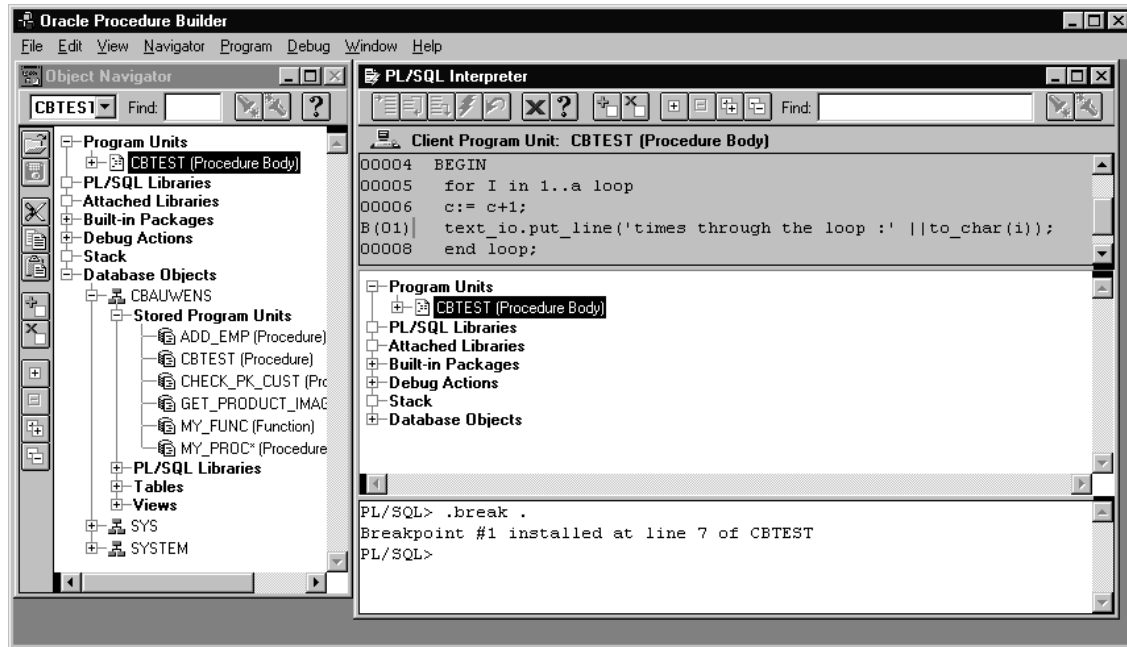 Oracle Procedure Builder
File Edit View Navigator Program Debug Window Help
Object Navigator
CBTEST Find:
Program Units
CBTEST (Procedure Body)
PL/SQL Libraries
Attached Libraries
Built-in Packages
Debug Actions
Stack
Database Objects
CBAUWENS
Stored Program Units
ADD_EMP (Procedure)
CBTEST (Procedure)
CHECK_PK_CUST (Pro
GET_PRODUCT_IMAG
MY_FUNC (Function)
MY_PROC* (Procedure
PL/SQL Libraries
Tables
Views
SYS
SYSTEM
PL/SQL Interpreter
Find:
Client Program Unit: CBTEST (Procedure Body)
00004 BEGIN
00005 for I in 1..a loop
00006 c:= c+1;
B(01) text_io.put_line('times through the loop :' ||to_char(i));
00008 end loop;
Program Units
CBTEST (Procedure Body)
PL/SQL Libraries
Attached Libraries
Built-in Packages
Debug Actions
Stack
Database Objects
PL/SQL> .break .
Breakpoint #1 installed at line 7 of CBTEST
PL/SQL>